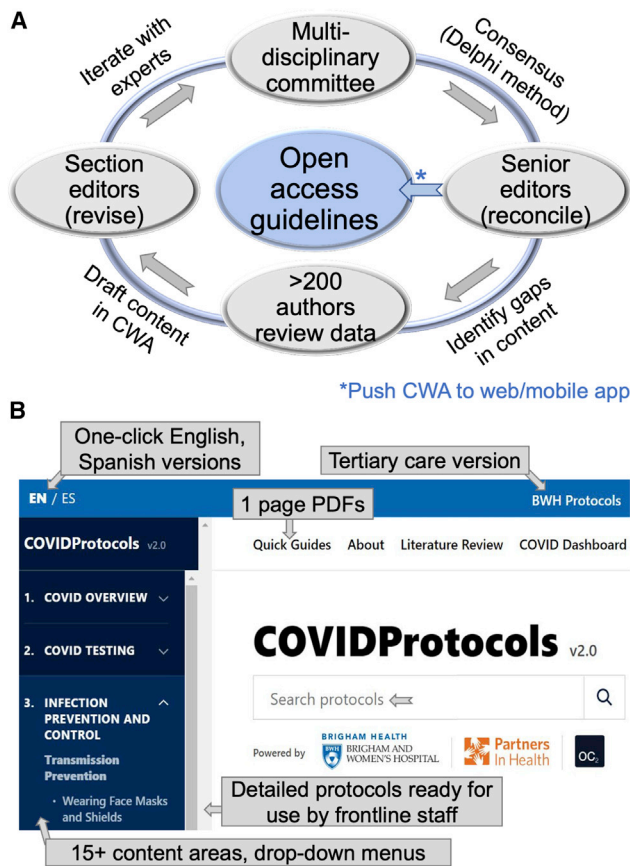 A
Iterate with
experts
Multi-
disciplinary
committee
Consensus
(Delphi method)
Section
editors
(revise)
Open
access
guidelines
*
Senior
editors
(reconcile)
Draft content
in CWA
>200
authors
review data
Identify gaps
in content
*Push CWA to web/mobile app
B
One-click English,
Spanish versions
Tertiary care version
EN / ES
1 page PDFs
BWH Protocols
COVIDProtocols v2.0
Quick Guides About Literature Review COVID Dashboard
1. COVID OVERVIEW
2. COVID TESTING
3. INFECTION
PREVENTION AND
CONTROL
Transmission
Prevention
• Wearing Face Masks
and Shields
COVIDProtocols v2.0
Search protocols
Powered by
BRIGHAM HEALTH
BWH
BRIGHAM AND
WOMEN'S HOSPITAL
Partners
In Health
OC2
Detailed protocols ready for
use by frontline staff
15+ content areas, drop-down menus